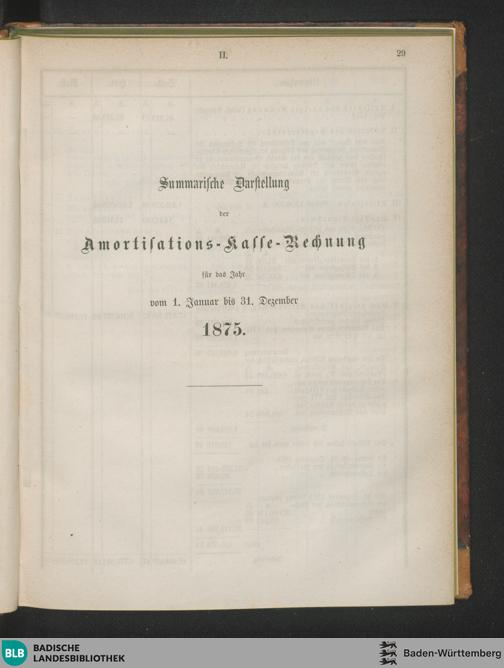 II. 29
Summarische Darstellung
der
Amortisations-Kasse-Rechnung
für das Jahr
vom 1. Januar bis 31. Dezember
1875.
BLB BADISCHE LANDESBIBLIOTHEK
Baden-Württemberg